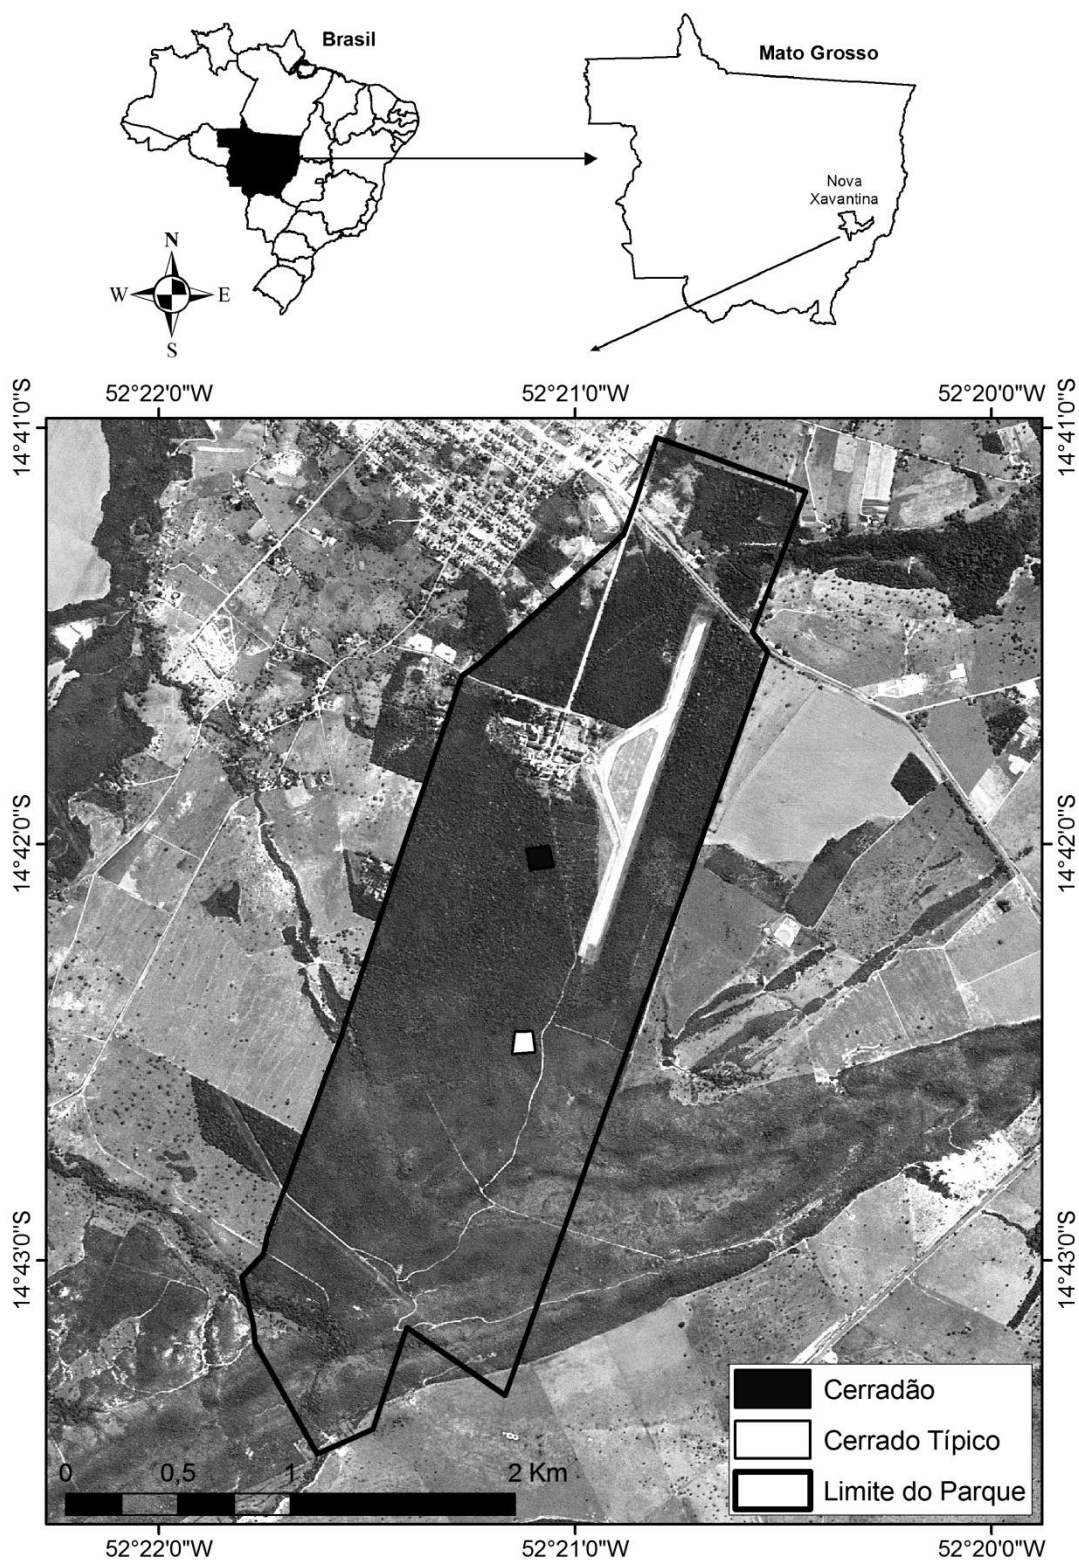 Brasil
Mato Grosso
Nova
Xavantina
N
W E
S
52°22'0"W 52°21'0"W 52°20'0"W
14°41'0"S 14°41'0"S
14°42'0"S 14°42'0"S
14°43'0"S 14°43'0"S
Cerradão
Cerrado Típico
Limite do Parque
0 0,5 1 2 Km
52°22'0"W 52°21'0"W 52°20'0"W